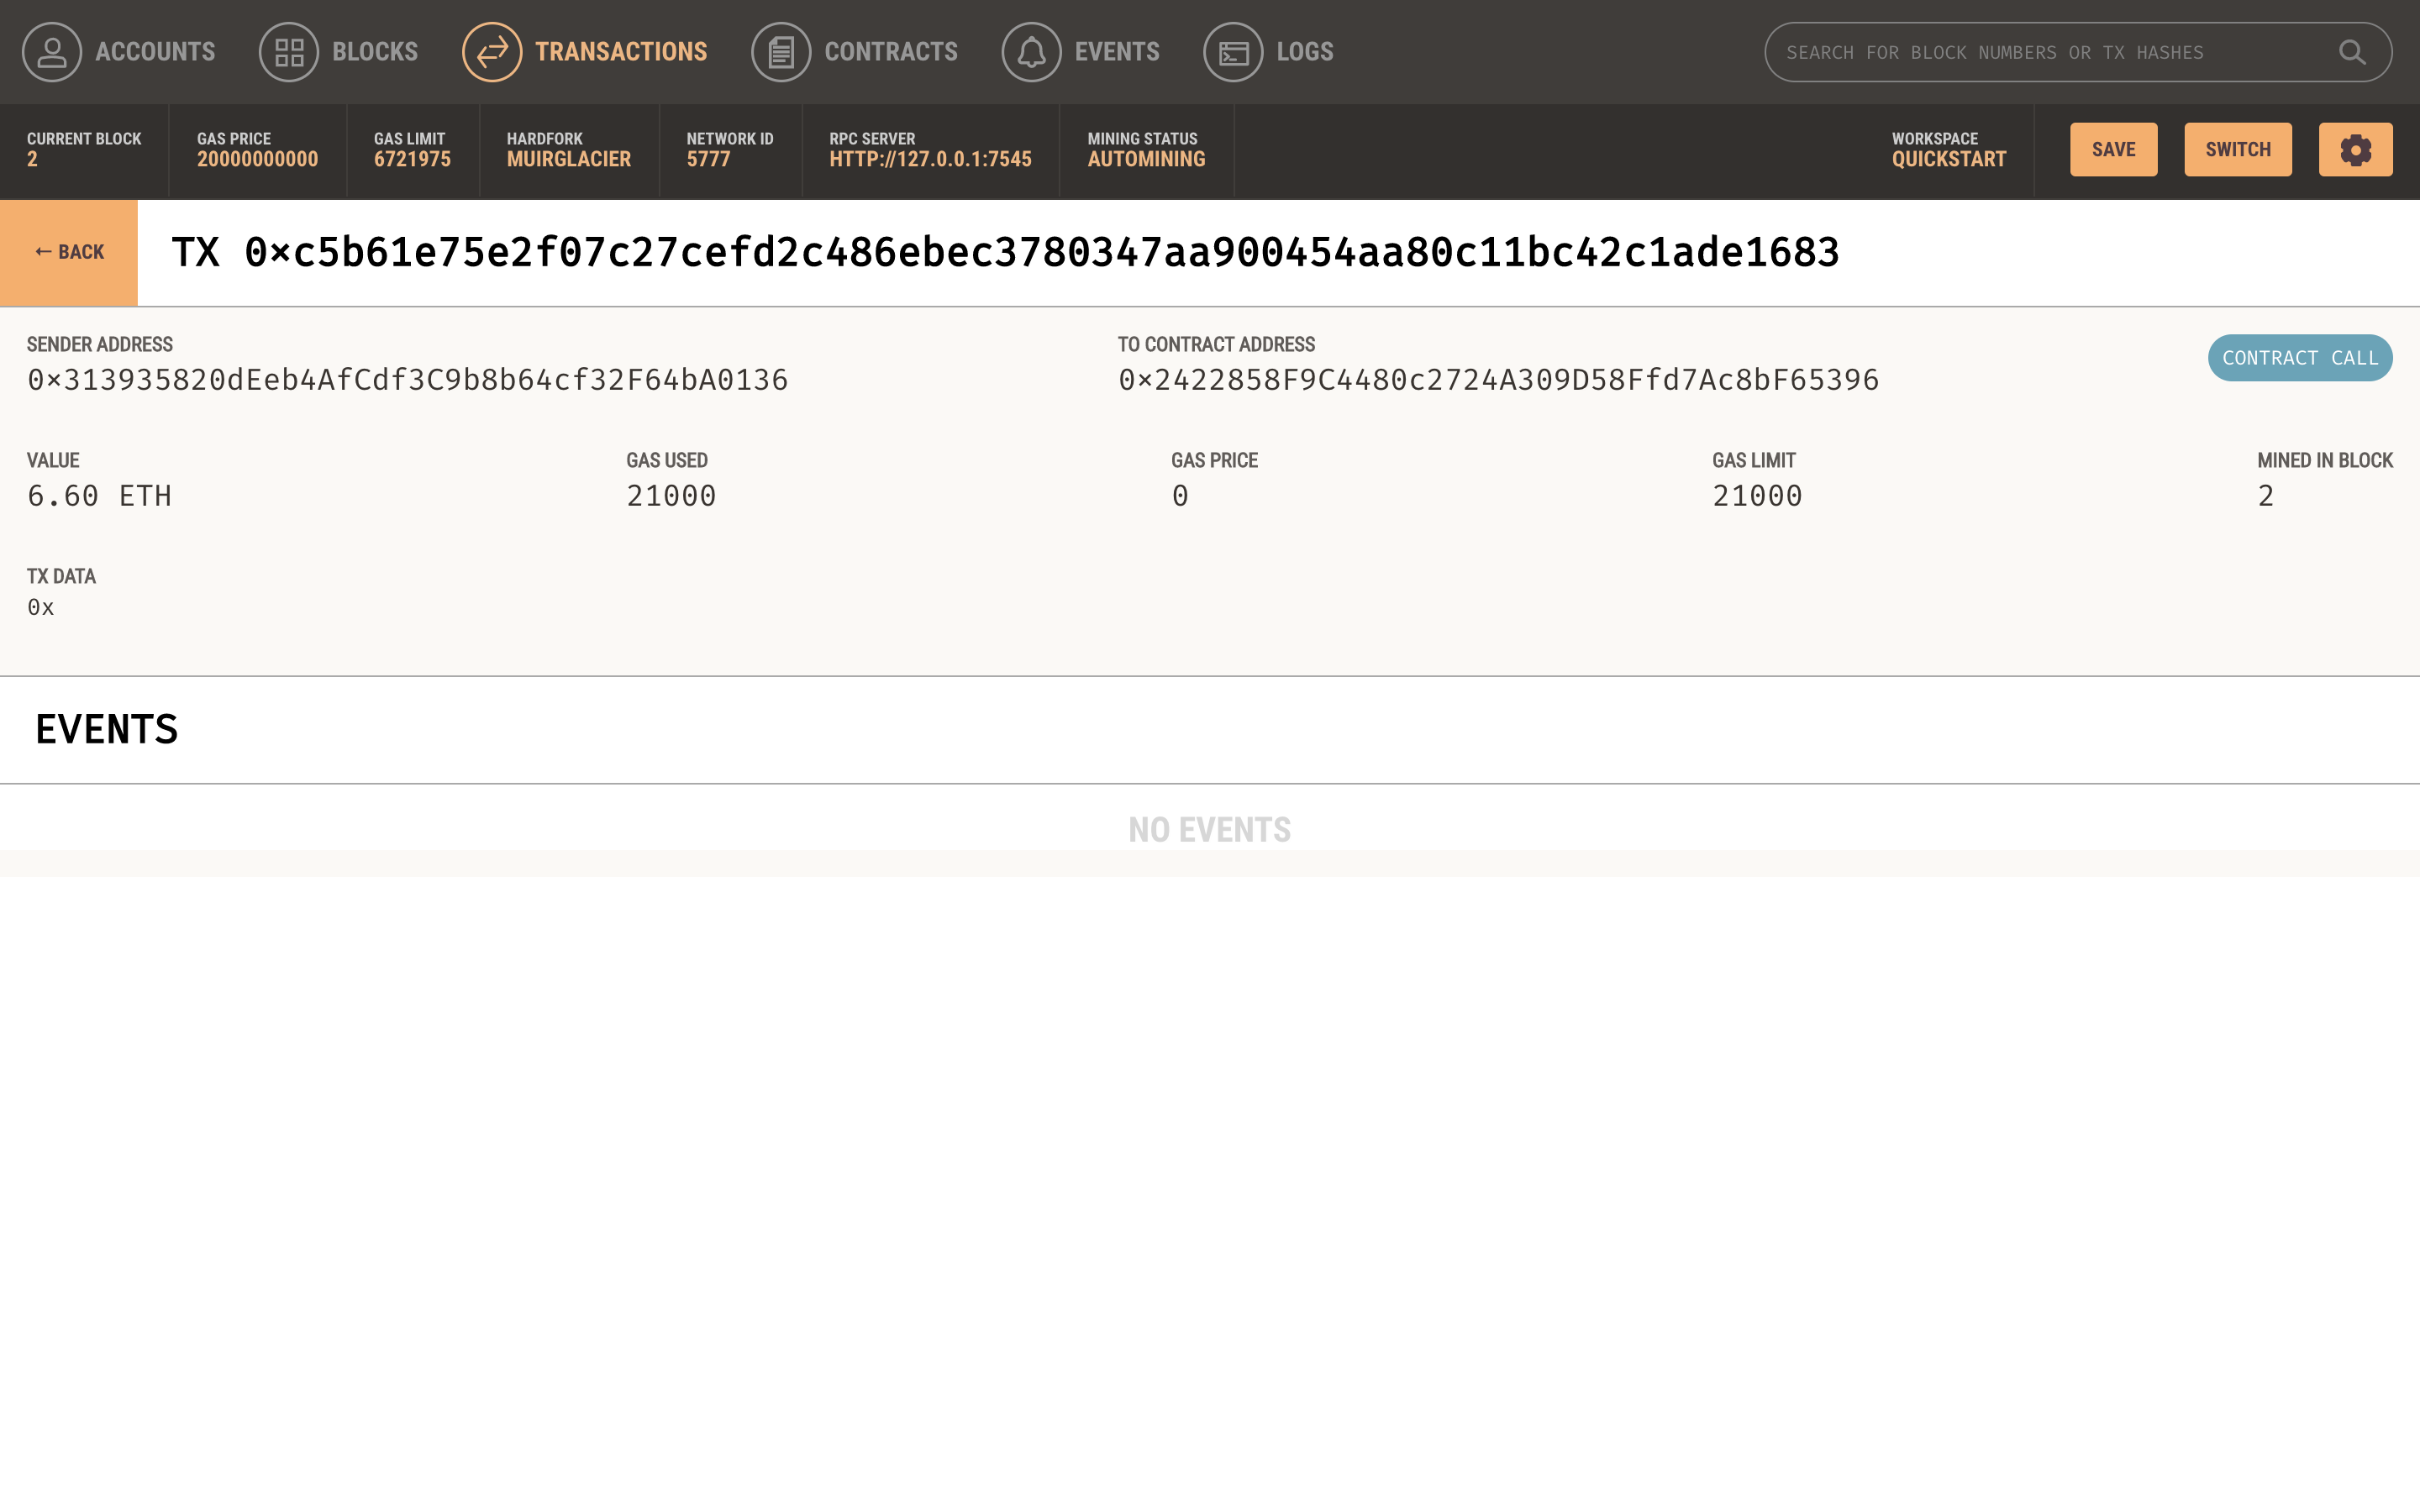 ACCOUNTS BLOCKS TRANSACTIONS CONTRACTS EVENTS LOGS SEARCH FOR BLOCK NUMBERS OR TX HASHES
CURRENT BLOCK GAS PRICE GAS LIMIT HARDFORK NETWORK ID RPC SERVER MINING STATUS WORKSPACE
2 20000000000 6721975 MUIRGLACIER 5777 HTTP://127.0.0.1:7545 AUTOMINING QUICKSTART SAVE SWITCH
← BACK TX 0×c5b61e75e2f07c27cefd2c486ebec3780347aa900454aa80c11bc42c1ade1683
SENDER ADDRESS TO CONTRACT ADDRESS
0×313935820dEeb4AfCdf3C9b8b64cf32F64bA0136 0×2422858F9C4480c2724A309D58Ffd7Ac8bF65396 CONTRACT CALL
VALUE GAS USED GAS PRICE GAS LIMIT MINED IN BLOCK
6.60 ETH 21000 0 21000 2
TX DATA
0x
EVENTS
NO EVENTS